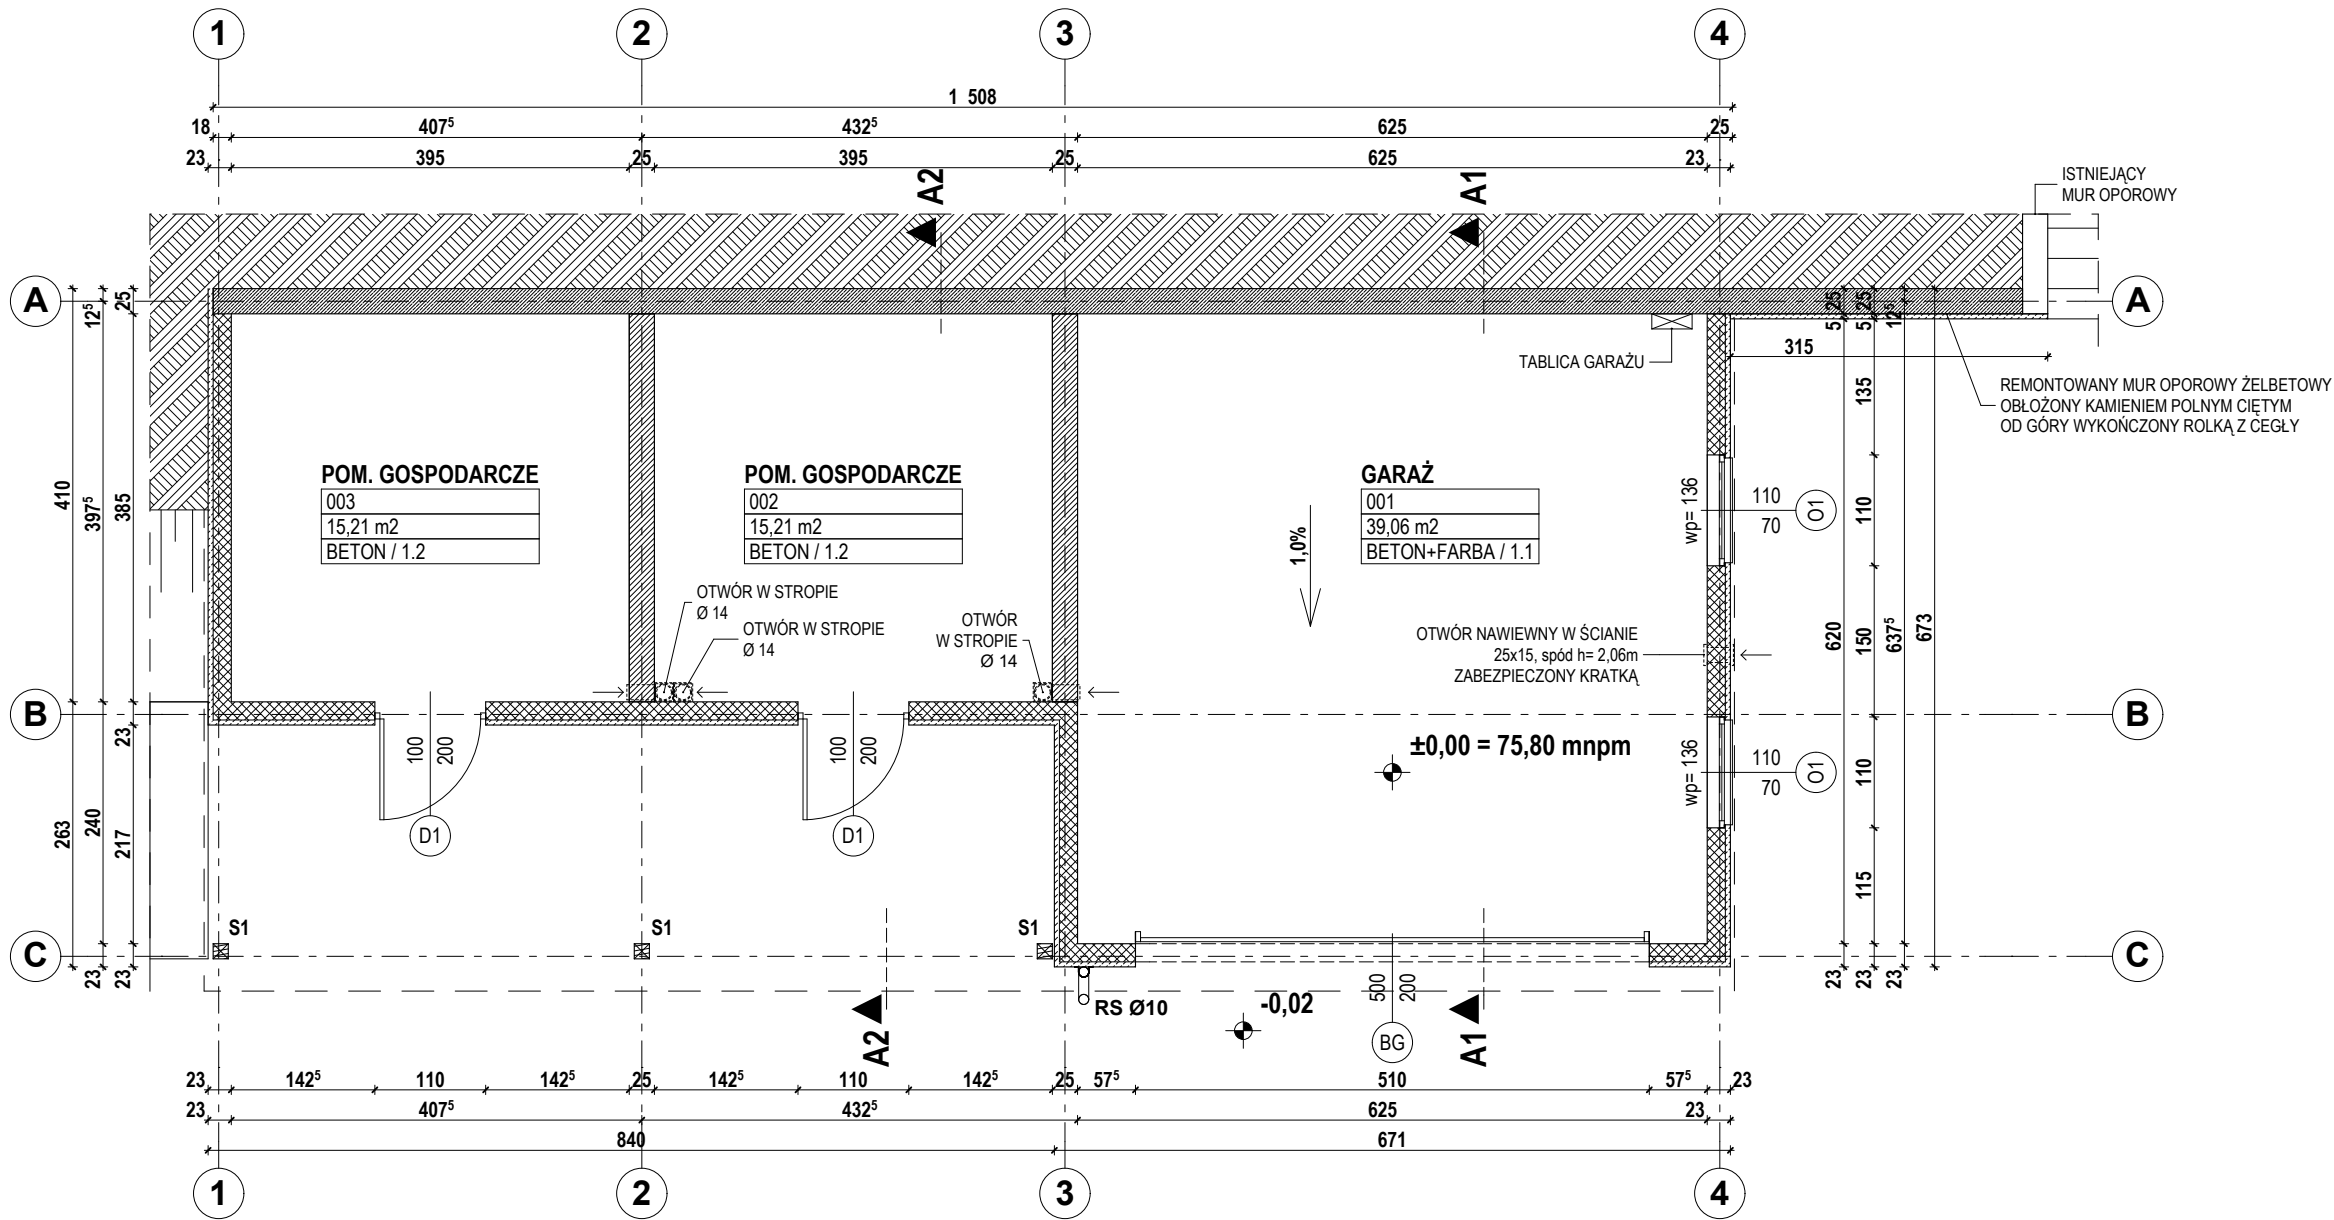 1 2 3 4
1 508
18 407⁵ 432⁵ 625 25
23 395 25 395 25 625 23
A2 A1
ISTNIEJĄCY
MUR OPOROWY
A A
12⁵ 25
25 25 12⁵
5 5
TABLICA GARAŻU
315
REMONTOWANY MUR OPOROWY ŻELBETOWY
OBŁOŻONY KAMIENIEM POLNYM CIĘTYM
OD GÓRY WYKOŃCZONY ROLKĄ Z CEGŁY
135
410 397⁵ 385
POM. GOSPODARCZE
003
15,21 m2
BETON / 1.2
POM. GOSPODARCZE
002
15,21 m2
BETON / 1.2
GARAŻ
001
39,06 m2
BETON+FARBA / 1.1
1,0%
wp= 136
110
70
O1
110
OTWÓR W STROPIE
Ø 14
OTWÓR W STROPIE
Ø 14
OTWÓR
W STROPIE
Ø 14
OTWÓR NAWIEWNY W ŚCIANIE
25x15, spód h= 2,06m
ZABEZPIECZONY KRATKĄ
620 150 637⁵ 673
B B
23
100
200
D1
100
200
D1
±0,00 = 75,80 mnpm
wp= 136
110
70
O1
110
263 240 217
115
S1 S1 S1
C C
23 23
23 23 23
RS Ø10
-0,02
500
200
BG
A2 A1
23 142⁵ 110 142⁵ 25 142⁵ 110 142⁵ 25 57⁵ 510 57⁵ 23
23 407⁵ 432⁵ 625 23
840 671
1 2 3 4